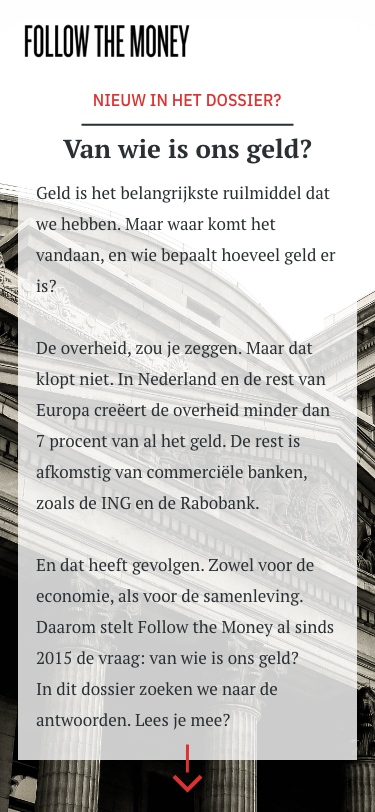 FOLLOW THE MONEY
NIEUW IN HET DOSSIER?
Van wie is ons geld?
Geld is het belangrijkste ruilmiddel dat
we hebben. Maar waar komt het
vandaan, en wie bepaalt hoeveel geld er
is?
De overheid, zou je zeggen. Maar dat
klopt niet. In Nederland en de rest van
Europa creëert de overheid minder dan
7 procent van al het geld. De rest is
afkomstig van commerciële banken,
zoals de ING en de Rabobank.
En dat heeft gevolgen. Zowel voor de
economie, als voor de samenleving.
Daarom stelt Follow the Money al sinds
2015 de vraag: van wie is ons geld?
In dit dossier zoeken we naar de
antwoorden. Lees je mee?